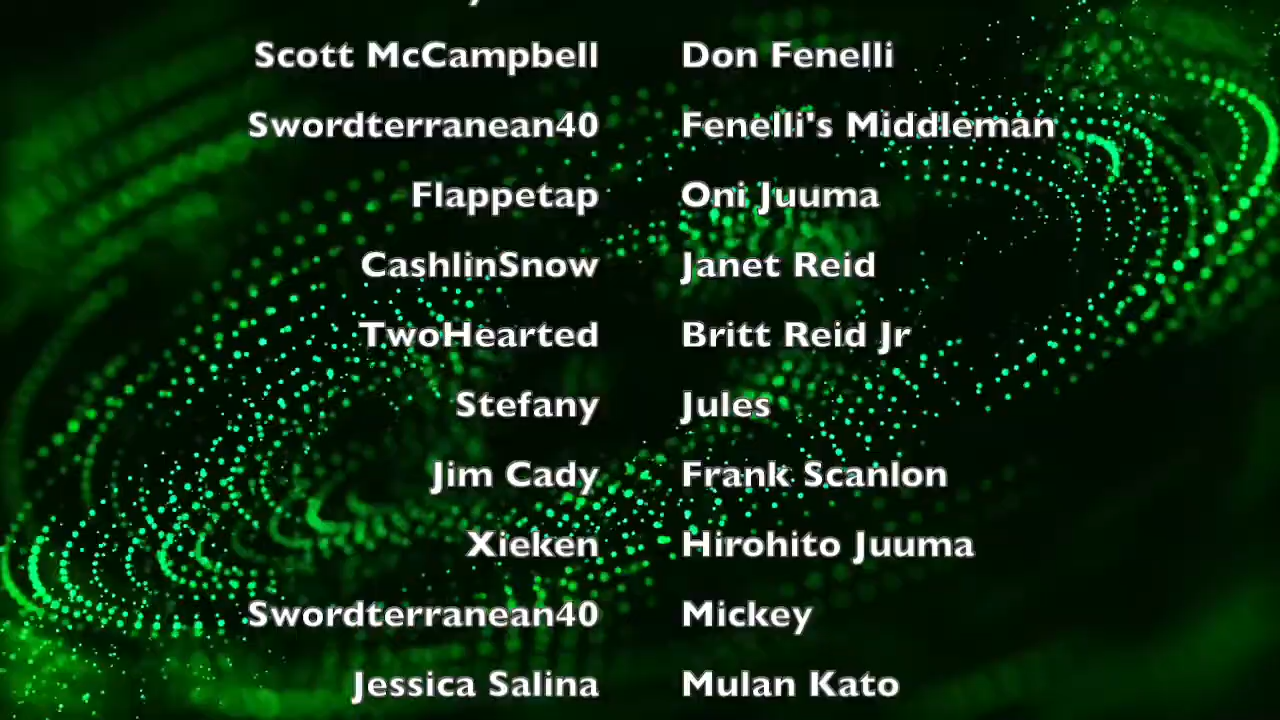 Scott McCampbell Don Fenelli
Swordterranean40 Fenelli's Middleman
Flappetap Oni Juuma
CashlinSnow Janet Reid
TwoHearted Britt Reid Jr
Stefany Jules
Jim Cady Frank Scanlon
Xieken Hirohito Juuma
Swordterranean40 Mickey
Jessica Salina Mulan Kato